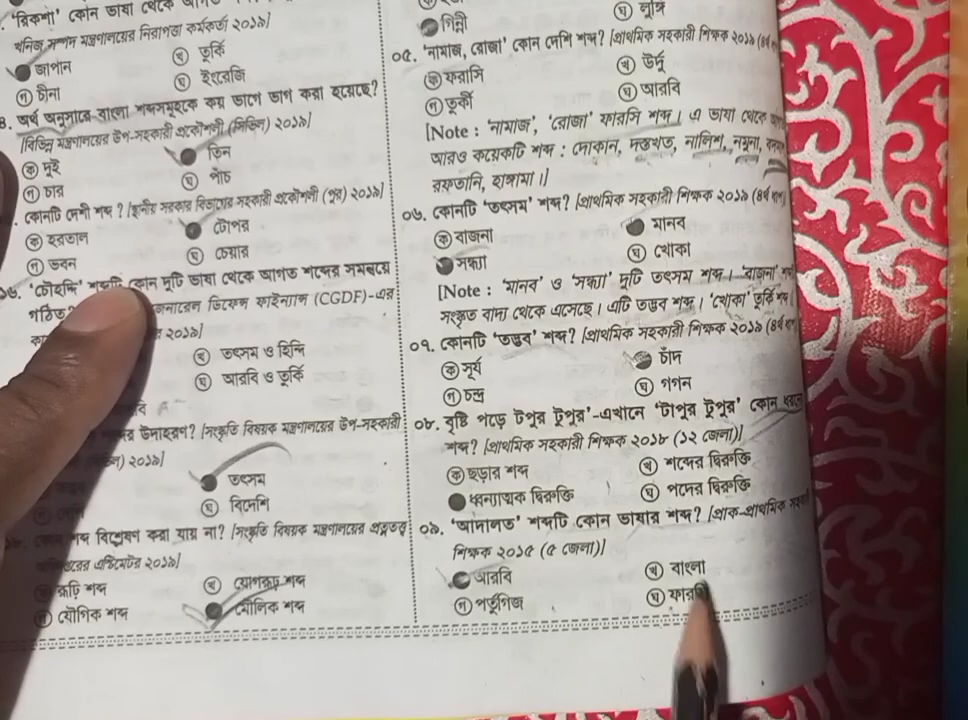 'রিকশা' কোন ভাষা থেকে
খনিজ সম্পদ মন্ত্রণালয়ের নিরাপত্তা কর্মকর্তা ২০১৯]
জাপান
খ তুর্কি
গ চীনা
ঘ ইংরেজি
অর্থ অনুসারে বাংলা শব্দসমূহকে কয় ভাগে ভাগ করা হয়েছে?
[বিভিন্ন মন্ত্রণালয়ের উপ-সহকারী প্রকৌশলী (সিভিল) ২০১৯]
ক দুই
তিন
গ চার
ঘ পাঁচ
কোনটি দেশী শব্দ? [স্থানীয় সরকার বিভাগের সহকারী প্রকৌশলী (পুর) ২০১৯]
ক হরতাল
টোপর
গ ভবন
ঘ চেয়ার
১৬. 'চৌহদ্দি' শব্দটি কোন দুটি ভাষা থেকে আগত শব্দের সমন্বয়ে
গঠিত
জেনারেল ডিফেন্স ফাইন্যান্স (CGDF)-এর
২০১৯]
খ তৎসম ও হিন্দি
ঘ আরবি ও তুর্কি
উদাহরণ? [সংস্কৃতি বিষয়ক মন্ত্রণালয়ের উপ-সহকারী
২০১৯]
তৎসম
ঘ বিদেশি
শব্দ বিশ্লেষণ করা যায় না? [সংস্কৃতি বিষয়ক মন্ত্রণালয়ের প্রত্নতত্ত্ব
এস্টিমেটর ২০১৯]
রূঢ়ি শব্দ
খ যোগরূঢ় শব্দ
গ যৌগিক শব্দ
মৌলিক শব্দ
গিন্নী
ঘ লুঙ্গি
০৫. 'নামাজ, রোজা' কোন দেশি শব্দ? [প্রাথমিক সহকারী শিক্ষক ২০১৯ (৪র্থ
ক ফরাসি
খ উর্দু
গ তুর্কী
ঘ আরবি
[Note : 'নামাজ', 'রোজা' ফারসি শব্দ। এ ভাষা থেকে
আরও কয়েকটি শব্দ : দোকান, দস্তখত, নালিশ, নমুনা,
রফতানি, হাঙ্গামা।]
০৬. কোনটি 'তৎসম' শব্দ? [প্রাথমিক সহকারী শিক্ষক ২০১৯ (৪র্থ ধাপ)
ক বাজনা
মানব
সন্ধ্যা
ঘ খোকা
[Note : 'মানব' ও 'সন্ধ্যা' দুটি তৎসম শব্দ। 'বাজনা'
সংস্কৃত বাদ্য থেকে এসেছে। এটি তদ্ভব শব্দ। 'খোকা' তুর্কি শব্দ
০৭. কোনটি 'তদ্ভব' শব্দ? [প্রাথমিক সহকারী শিক্ষক ২০১৯ (৪র্থ
ক সূর্য
চাঁদ
গ চন্দ্র
ঘ গগন
০৮. বৃষ্টি পড়ে টাপুর টুপুর'-এখানে 'টাপুর টুপুর' কোন ধরনের
শব্দ? [প্রাথমিক সহকারী শিক্ষক ২০১৮ (১২ জেলা)]
ক ছড়ার শব্দ
খ শব্দের দ্বিরুক্তি
ধ্বন্যাত্মক দ্বিরুক্তি
ঘ পদের দ্বিরুক্তি
০৯. 'আদালত' শব্দটি কোন ভাষার শব্দ? [প্রাক-প্রাথমিক
শিক্ষক ২০১৫ (৫ জেলা)]
আরবি
খ বাংলা
গ পর্তুগিজ
ঘ ফারসি